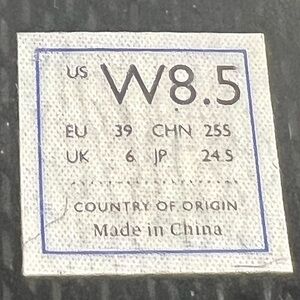 US W8.5
EU 39 CHN 255
UK 6 JP 24.5
COUNTRY OF ORIGIN
Made in China